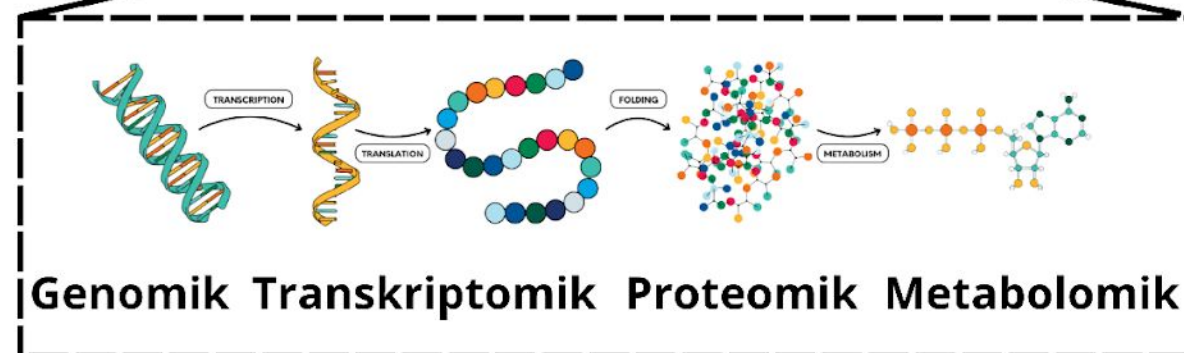 TRANSCRIPTION
FOLDING
TRANSLATION
METABOLISM
Genomik Transkriptomik Proteomik Metabolomik